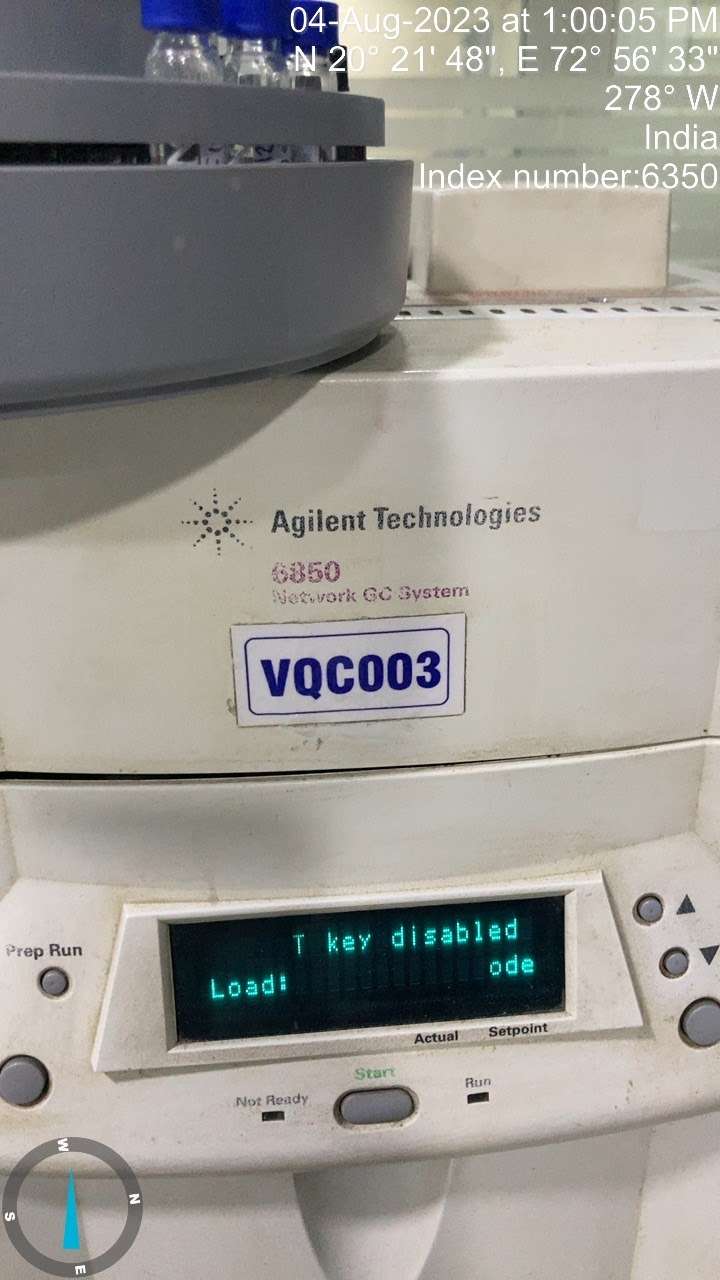 04-Aug-2023 at 1:00:05 PM
N 20° 21' 48", E 72° 56' 33"
278° W
India
Index number:6350
Agilent Technologies
6850
Network GC System
VQC003
T key disabled
Load: ode
Prep Run
Actual Setpoint
Start
Not Ready Run
W
N
S
E